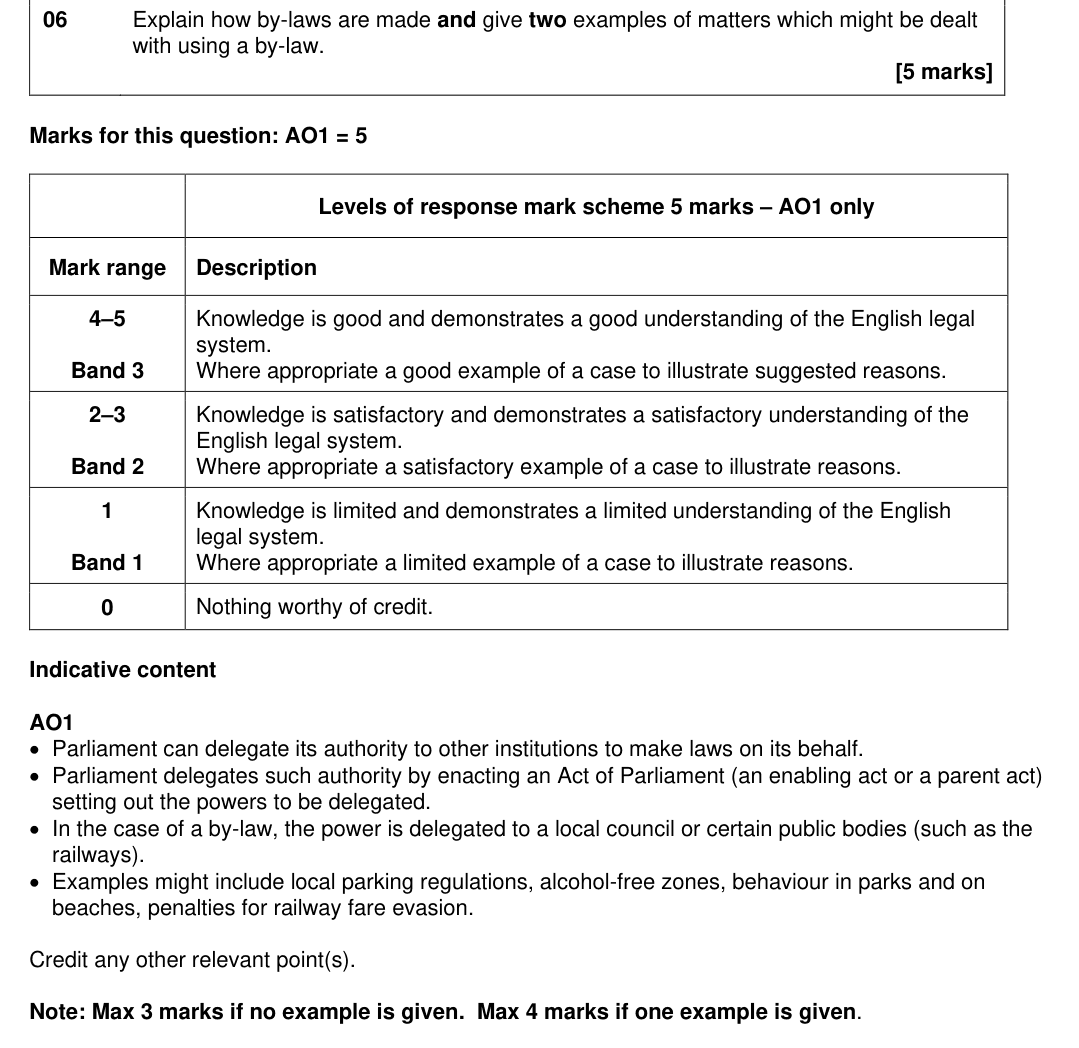 06 Explain how by-laws are made and give two examples of matters which might be dealt
with using a by-law.
[5 marks]
Marks for this question: AO1 = 5
Levels of response mark scheme 5 marks – AO1 only
Mark range Description
4–5 Knowledge is good and demonstrates a good understanding of the English legal
system.
Band 3 Where appropriate a good example of a case to illustrate suggested reasons.
2–3 Knowledge is satisfactory and demonstrates a satisfactory understanding of the
English legal system.
Band 2 Where appropriate a satisfactory example of a case to illustrate reasons.
1 Knowledge is limited and demonstrates a limited understanding of the English
legal system.
Band 1 Where appropriate a limited example of a case to illustrate reasons.
0 Nothing worthy of credit.
Indicative content
AO1
• Parliament can delegate its authority to other institutions to make laws on its behalf.
• Parliament delegates such authority by enacting an Act of Parliament (an enabling act or a parent act)
setting out the powers to be delegated.
• In the case of a by-law, the power is delegated to a local council or certain public bodies (such as the
railways).
• Examples might include local parking regulations, alcohol-free zones, behaviour in parks and on
beaches, penalties for railway fare evasion.
Credit any other relevant point(s).
Note: Max 3 marks if no example is given.  Max 4 marks if one example is given.